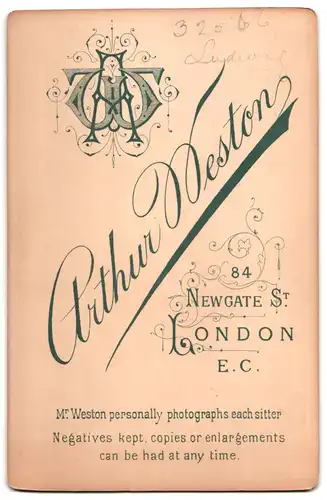 Arthur Weston
84
NEWGATE ST
LONDON
E.C.
Mr. Weston personally photographs each sitter
Negatives kept, copies or enlargements
can be had at any time.